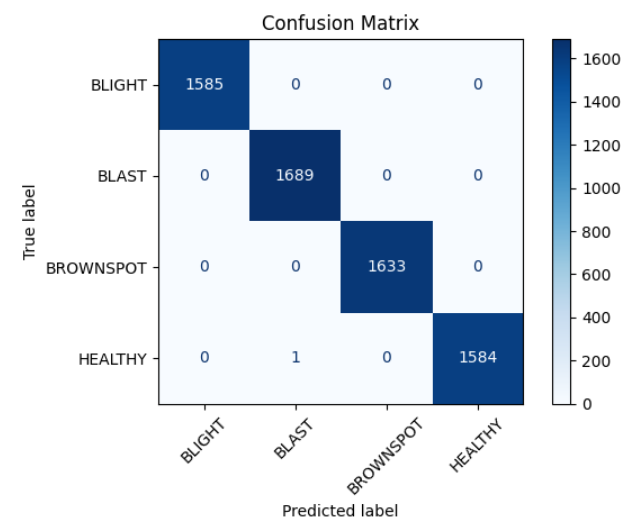 Confusion Matrix
BLIGHT 1585 0 0 0
BLAST 0 1689 0 0
BROWNSPOT 0 0 1633 0
HEALTHY 0 1 0 1584
True label
BLIGHT BLAST BROWNSPOT HEALTHY
Predicted label
1600
1400
1200
1000
800
600
400
200
0